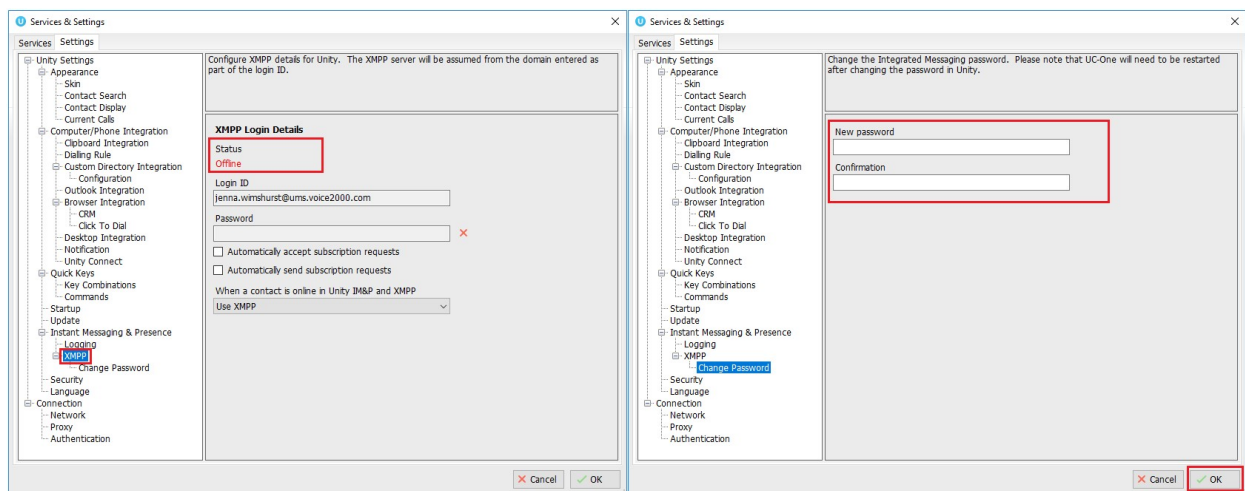 Services & Settings
Services Settings
Unity Settings
Appearance
Skin
Contact Search
Contact Display
Current Calls
Computer/Phone Integration
Clipboard Integration
Dialling Rule
Custom Directory Integration
Configuration
Outlook Integration
Browser Integration
CRM
Click To Dial
Desktop Integration
Notification
Unity Connect
Quick Keys
Key Combinations
Commands
Startup
Update
Instant Messaging & Presence
Logging
XMPP
Change Password
Security
Language
Connection
Network
Proxy
Authentication
Configure XMPP details for Unity. The XMPP server will be assumed from the domain entered as
part of the login ID.
XMPP Login Details
Status
Offline
Login ID
jenna.wimshurst@ums.voice2000.com
Password
Automatically accept subscription requests
Automatically send subscription requests
When a contact is online in Unity IM&P and XMPP
Use XMPP
Cancel
OK
Services & Settings
Services Settings
Unity Settings
Appearance
Skin
Contact Search
Contact Display
Current Calls
Computer/Phone Integration
Clipboard Integration
Dialling Rule
Custom Directory Integration
Configuration
Outlook Integration
Browser Integration
CRM
Click To Dial
Desktop Integration
Notification
Unity Connect
Quick Keys
Key Combinations
Commands
Startup
Update
Instant Messaging & Presence
Logging
XMPP
Change Password
Security
Language
Connection
Network
Proxy
Authentication
Change the Integrated Messaging password. Please note that UC-One will need to be restarted
after changing the password in Unity.
New password
Confirmation
Cancel
OK